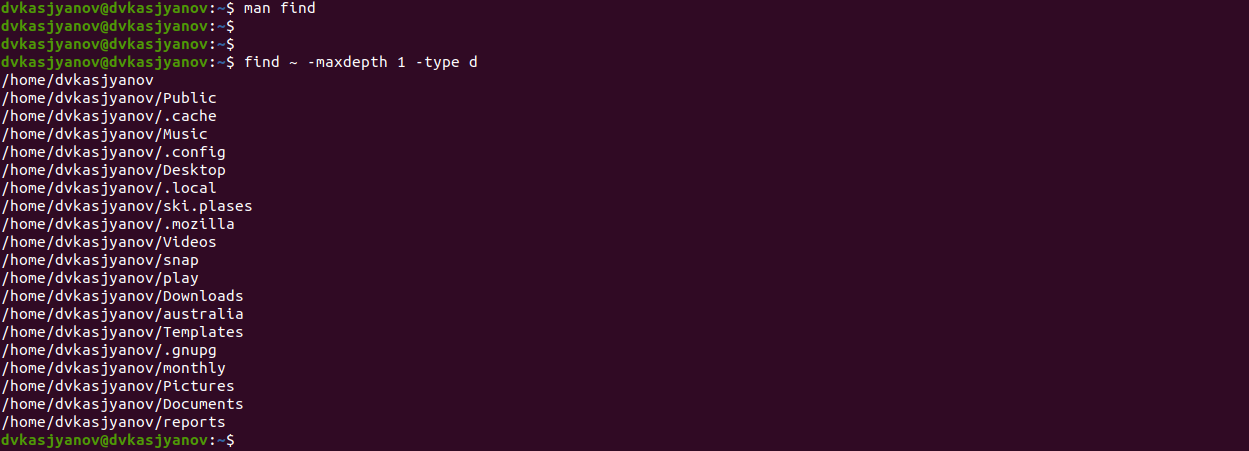 dvkasjyanov@dvkasjyanov:~$ man find
dvkasjyanov@dvkasjyanov:~$
dvkasjyanov@dvkasjyanov:~$
dvkasjyanov@dvkasjyanov:~$ find ~ -maxdepth 1 -type d
/home/dvkasjyanov
/home/dvkasjyanov/Public
/home/dvkasjyanov/.cache
/home/dvkasjyanov/Music
/home/dvkasjyanov/.config
/home/dvkasjyanov/Desktop
/home/dvkasjyanov/.local
/home/dvkasjyanov/ski.plases
/home/dvkasjyanov/.mozilla
/home/dvkasjyanov/Videos
/home/dvkasjyanov/snap
/home/dvkasjyanov/play
/home/dvkasjyanov/Downloads
/home/dvkasjyanov/australia
/home/dvkasjyanov/Templates
/home/dvkasjyanov/.gnupg
/home/dvkasjyanov/monthly
/home/dvkasjyanov/Pictures
/home/dvkasjyanov/Documents
/home/dvkasjyanov/reports
dvkasjyanov@dvkasjyanov:~$